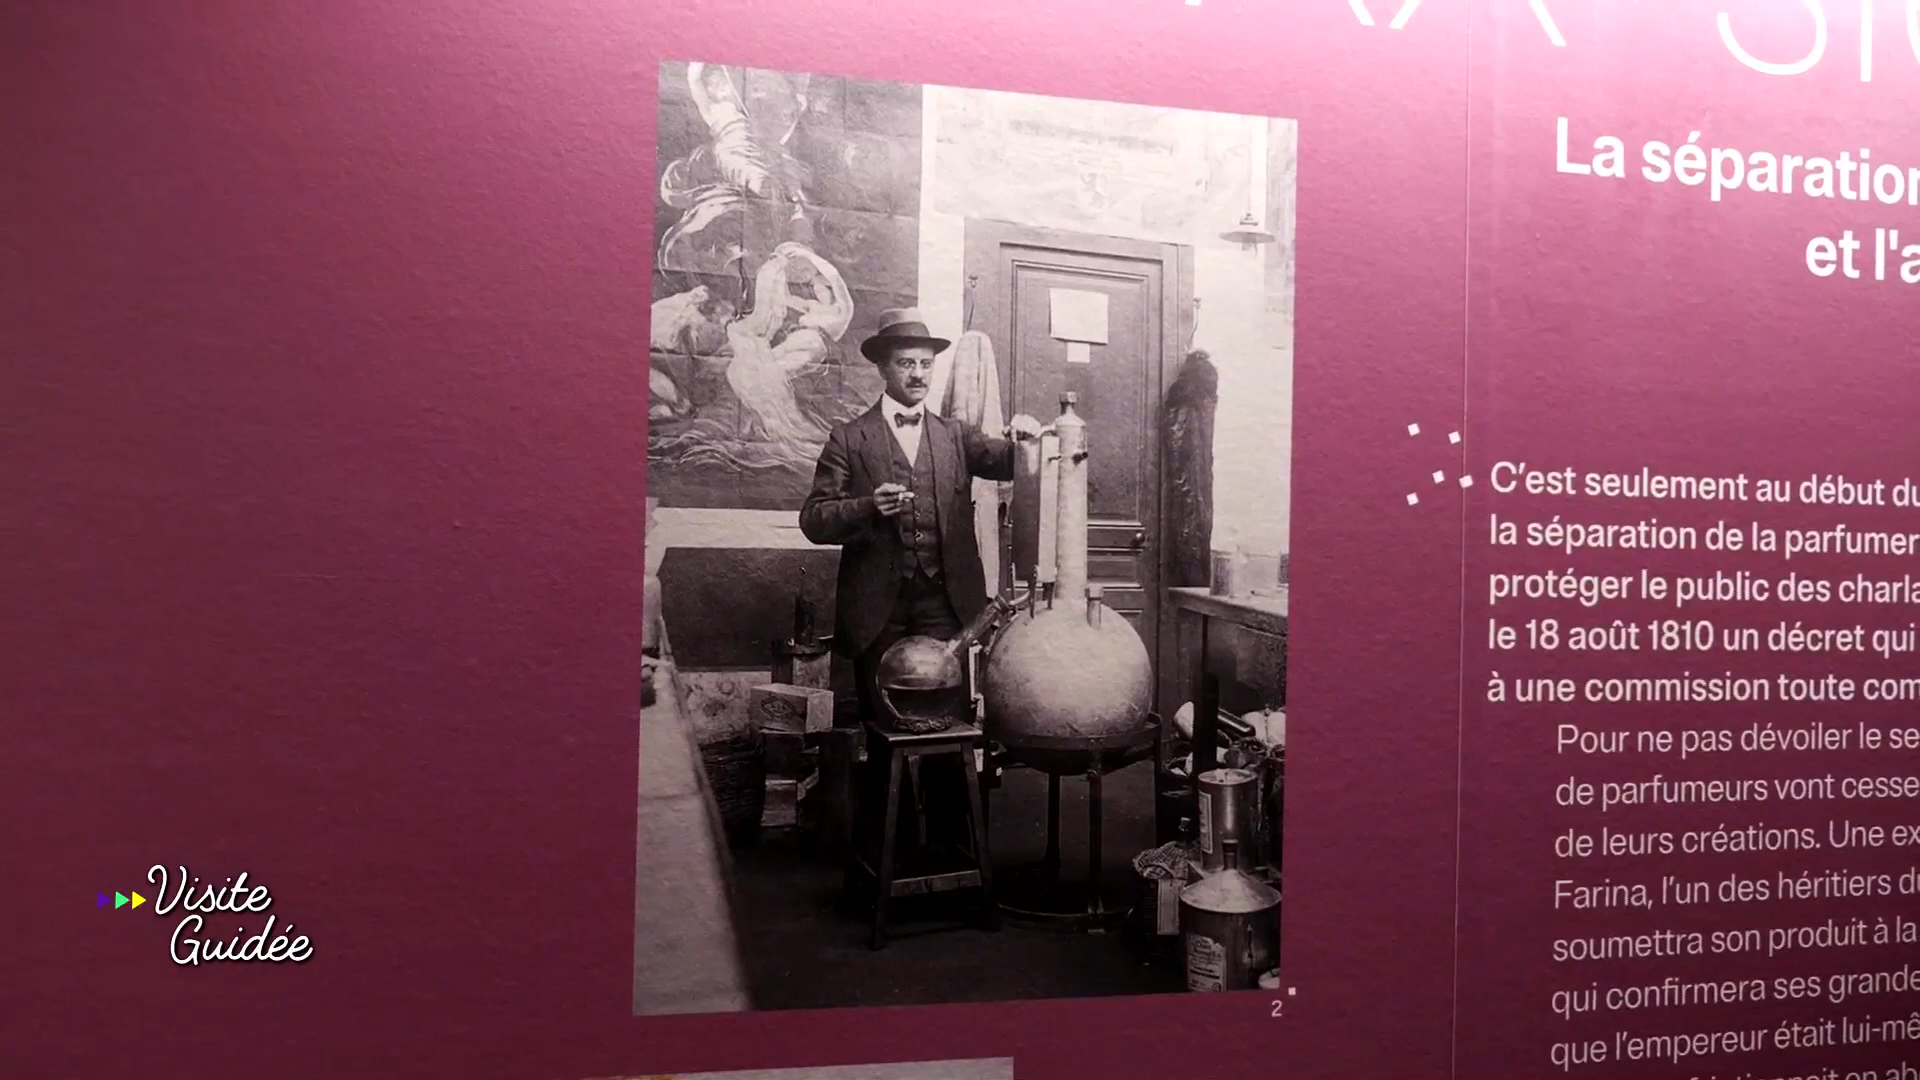 La séparation
et l'a
C'est seulement au début du
la séparation de la parfumer
protéger le public des charla
le 18 août 1810 un décret qui
à une commission toute com
Pour ne pas dévoiler le se
de parfumeurs vont cesse
de leurs créations. Une ex
Farina, l'un des héritiers du
soumettra son produit à la
qui confirmera ses grande
que l'empereur était lui-mê
2
Visite
Guidée